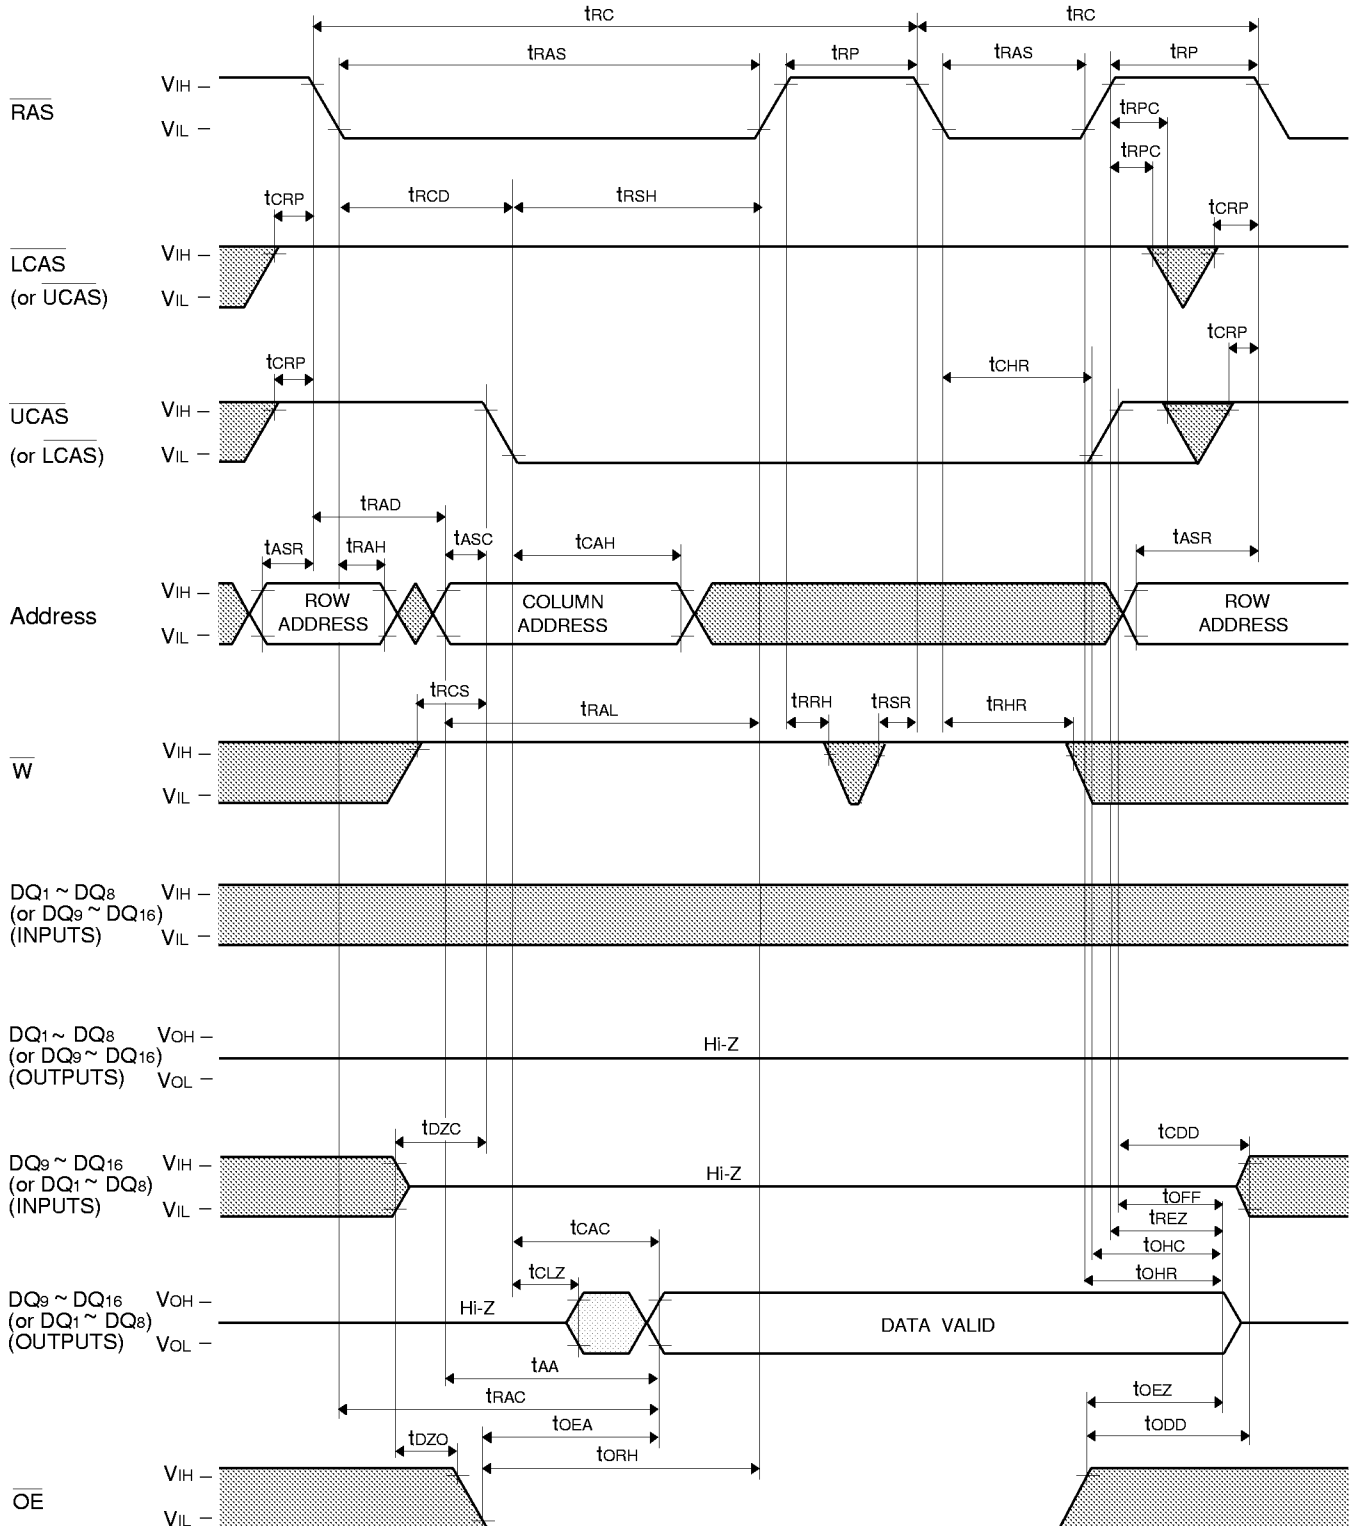 tRC tRC
tRAS tRP tRAS tRP
RAS VIH
VIL
tRPC
tRPC
tCRP tRCD tRSH tCRP
LCAS VIH
(or UCAS) VIL
tCRP tCHR tCRP
UCAS VIH
(or LCAS) VIL
tRAD
tASR tRAH tASC tCAH tASR
Address VIH
VIL
ROW
ADDRESS
COLUMN
ADDRESS
ROW
ADDRESS
tRCS tRAL tRRH tRSR tRHR
W VIH
VIL
DQ1 ~ DQ8 VIH
(or DQ9 ~ DQ16)
(INPUTS) VIL
DQ1 ~ DQ8 VOH
(or DQ9 ~ DQ16) Hi-Z
(OUTPUTS) VOL
tDZC tCDD
DQ9 ~ DQ16 VIH
(or DQ1 ~ DQ8) Hi-Z
(INPUTS) VIL
tOFF
tREZ
tCAC tOHC
tCLZ tOHR
DQ9 ~ DQ16 VOH
(or DQ1 ~ DQ8) Hi-Z DATA VALID
(OUTPUTS) VOL
tAA
tRAC tOEZ
tOEA tODD
tDZO tORH
OE VIH
VIL